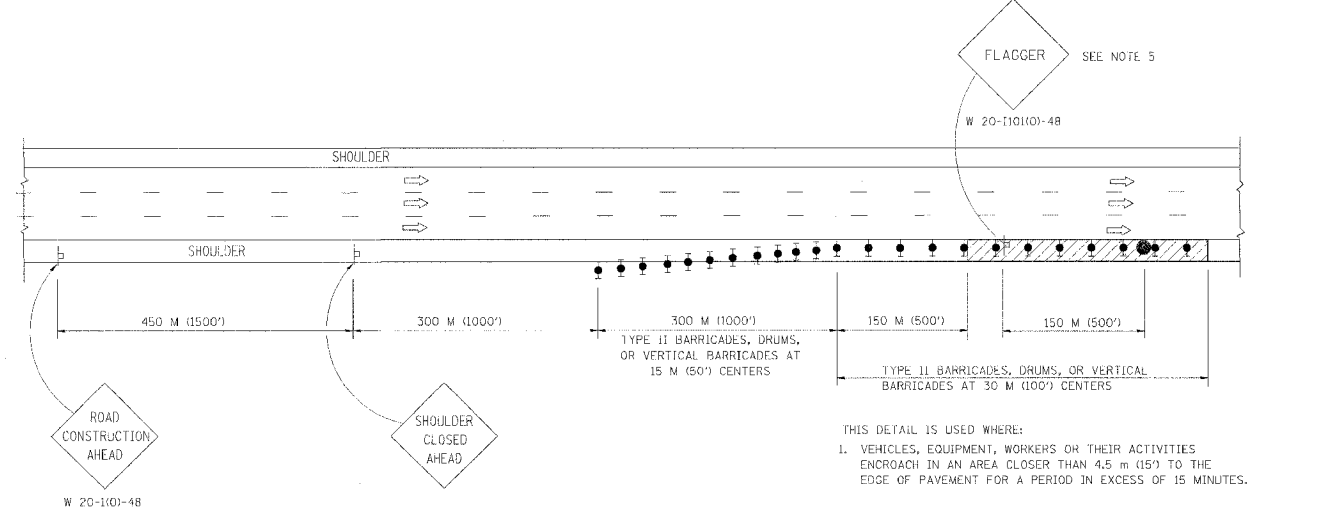 FLAGGER
SEE NOTE 5
W 20-I101(O)-48
SHOULDER
SHOULDER
450 M (1500')
300 M (1000')
300 M (1000')
150 M (500')
150 M (500')
TYPE II BARRICADES, DRUMS,
OR VERTICAL BARRICADES AT
15 M (50') CENTERS
TYPE II BARRICADES, DRUMS, OR VERTICAL
BARRICADES AT 30 M (100') CENTERS
ROAD
CONSTRUCTION
AHEAD
W 20-1(O)-48
SHOULDER
CLOSED
AHEAD
THIS DETAIL IS USED WHERE:
1. VEHICLES, EQUIPMENT, WORKERS OR THEIR ACTIVITIES
ENCROACH IN AN AREA CLOSER THAN 4.5 m (15') TO THE
EDGE OF PAVEMENT FOR A PERIOD IN EXCESS OF 15 MINUTES.